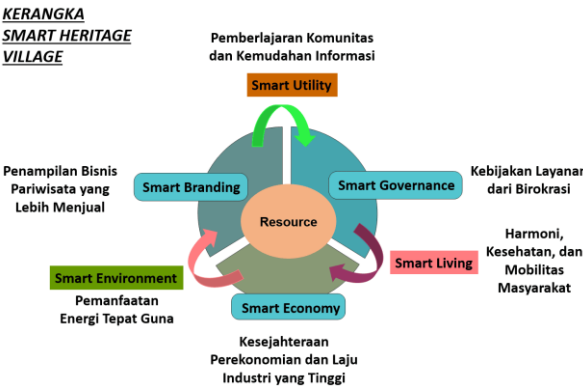 KERANGKA
SMART HERITAGE
VILLAGE
Pemberlajaran Komunitas
dan Kemudahan Informasi
Smart Utility
Penampilan Bisnis
Pariwisata yang
Lebih Menjual
Smart Branding
Smart Governance
Kebijakan Layanan
dari Birokrasi
Resource
Harmoni,
Kesehatan, dan
Mobilitas
Masyarakat
Smart Living
Smart Environment
Pemanfaatan
Energi Tepat Guna
Smart Economy
Kesejahteraan
Perekonomian dan Laju
Industri yang Tinggi